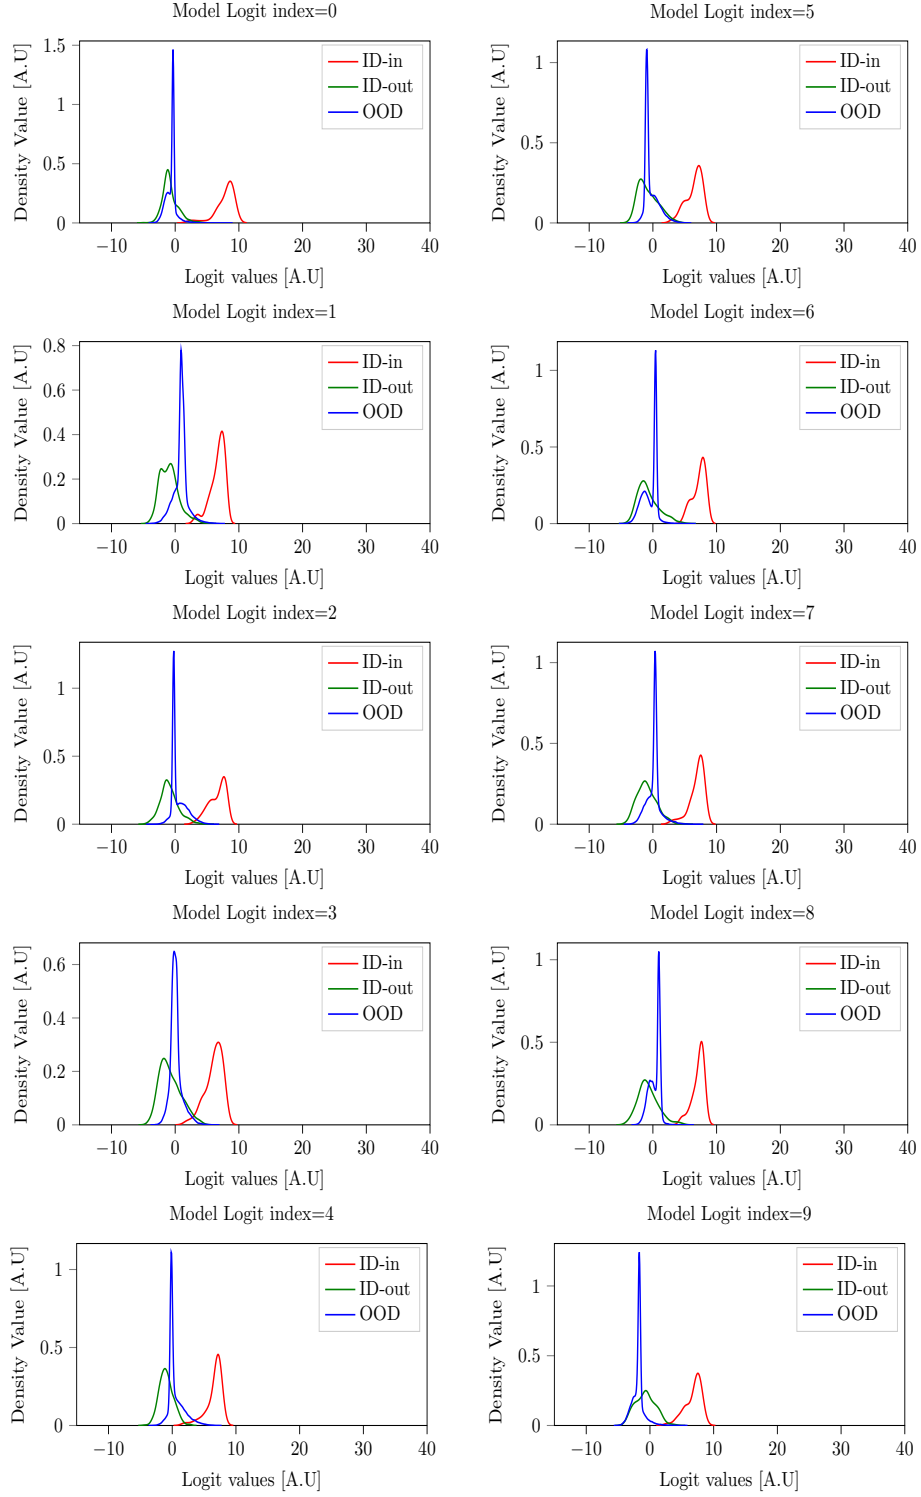 Model Logit index=0
Density Value [A.U]
1.5
1
0.5
0
ID-in
ID-out
OOD
−10 0 10 20 30 40
Logit values [A.U]
Model Logit index=5
Density Value [A.U]
1
0.5
0
ID-in
ID-out
OOD
−10 0 10 20 30 40
Logit values [A.U]
Model Logit index=1
Density Value [A.U]
0.8
0.6
0.4
0.2
0
ID-in
ID-out
OOD
−10 0 10 20 30 40
Logit values [A.U]
Model Logit index=6
Density Value [A.U]
1
0.5
0
ID-in
ID-out
OOD
−10 0 10 20 30 40
Logit values [A.U]
Model Logit index=2
Density Value [A.U]
1
0.5
0
ID-in
ID-out
OOD
−10 0 10 20 30 40
Logit values [A.U]
Model Logit index=7
Density Value [A.U]
1
0.5
0
ID-in
ID-out
OOD
−10 0 10 20 30 40
Logit values [A.U]
Model Logit index=3
Density Value [A.U]
0.6
0.4
0.2
0
ID-in
ID-out
OOD
−10 0 10 20 30 40
Logit values [A.U]
Model Logit index=8
Density Value [A.U]
1
0.5
0
ID-in
ID-out
OOD
−10 0 10 20 30 40
Logit values [A.U]
Model Logit index=4
Density Value [A.U]
1
0.5
0
ID-in
ID-out
OOD
−10 0 10 20 30 40
Logit values [A.U]
Model Logit index=9
Density Value [A.U]
1
0.5
0
ID-in
ID-out
OOD
−10 0 10 20 30 40
Logit values [A.U]